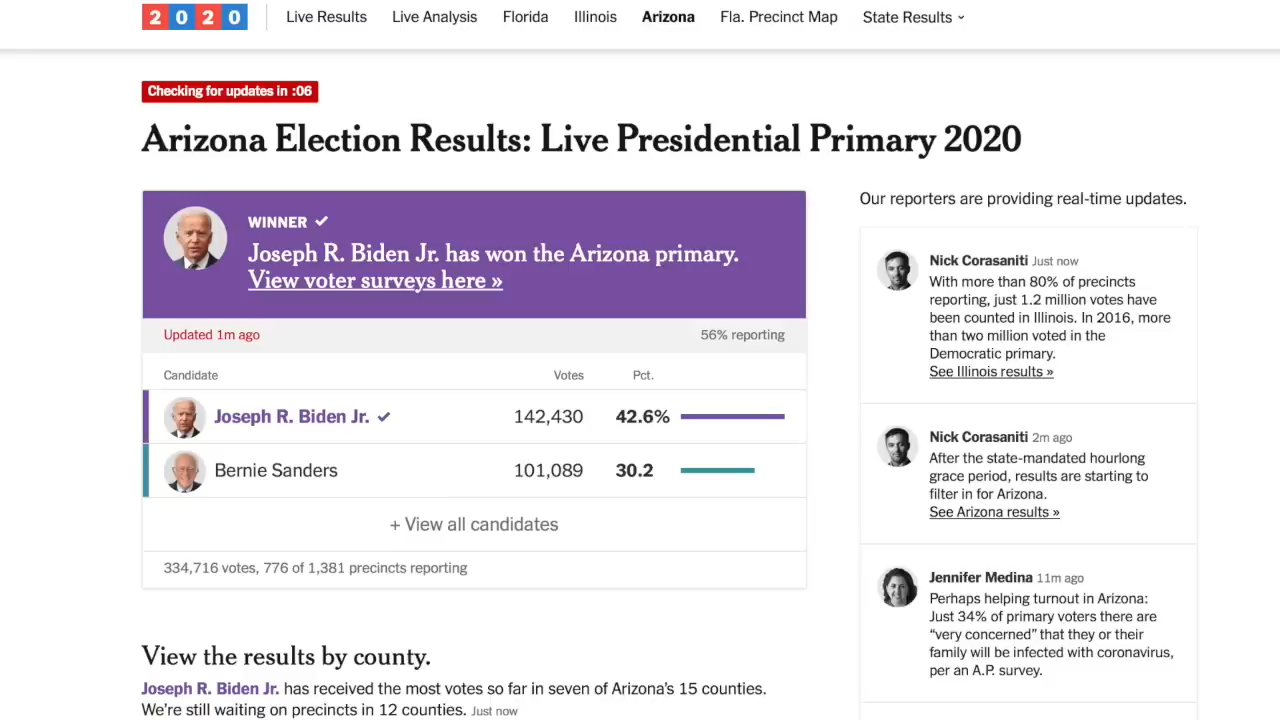 2020 Live Results Live Analysis Florida Illinois Arizona Fla. Precinct Map State Results
Checking for updates in :06
Arizona Election Results: Live Presidential Primary 2020
WINNER
Joseph R. Biden Jr. has won the Arizona primary.
View voter surveys here »
Updated 1m ago 56% reporting
Candidate Votes Pct.
Joseph R. Biden Jr. 142,430 42.6%
Bernie Sanders 101,089 30.2
+ View all candidates
334,716 votes, 776 of 1,381 precincts reporting
View the results by county.
Joseph R. Biden Jr. has received the most votes so far in seven of Arizona's 15 counties.
We're still waiting on precincts in 12 counties. Just now
Our reporters are providing real-time updates.
Nick Corasaniti Just now
With more than 80% of precincts
reporting, just 1.2 million votes have
been counted in Illinois. In 2016, more
than two million voted in the
Democratic primary.
See Illinois results »
Nick Corasaniti 2m ago
After the state-mandated hourlong
grace period, results are starting to
filter in for Arizona.
See Arizona results »
Jennifer Medina 11m ago
Perhaps helping turnout in Arizona:
Just 34% of primary voters there are
“very concerned” that they or their
family will be infected with coronavirus,
per an A.P. survey.